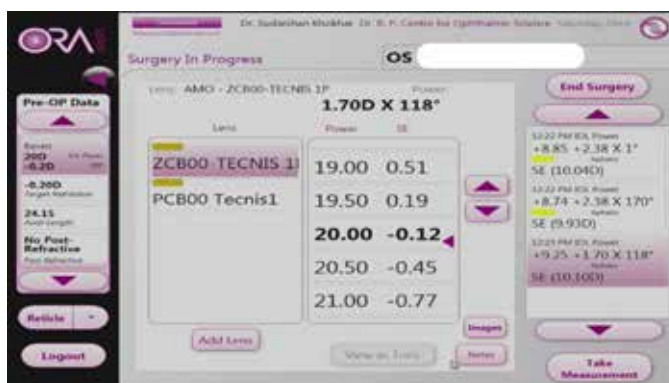 ORA
Dr. Sudarshan Khokhar Dr. R. P. Centre for Ophthalmic Science
Surgery In Progress
OS
End Surgery
Lens: AMO - ZCB00-TECNIS 1P
Power:
1.70D X 118°
Pre-OP Data
20D
-0.2D
-0.20D
Target Refraction
24.15
Axial Length
No Post-
Refractive
Reticle
Logout
Lens
Power
SE
ZCB00 TECNIS 1
PCB00 Tecnis1
19.00 0.51
19.50 0.19
20.00 -0.12
20.50 -0.45
21.00 -0.77
Add Lens
View as Toric
Images
Notes
12:22 PM IOL Power
+8.85 +2.38 X 1°
Aphakic
SE (10.04D)
12:22 PM IOL Power
+8.74 +2.38 X 170°
Aphakic
SE (9.93D)
12:23 PM IOL Power
+9.25 +1.70 X 118°
Aphakic
SE (10.10D)
Take
Measurement